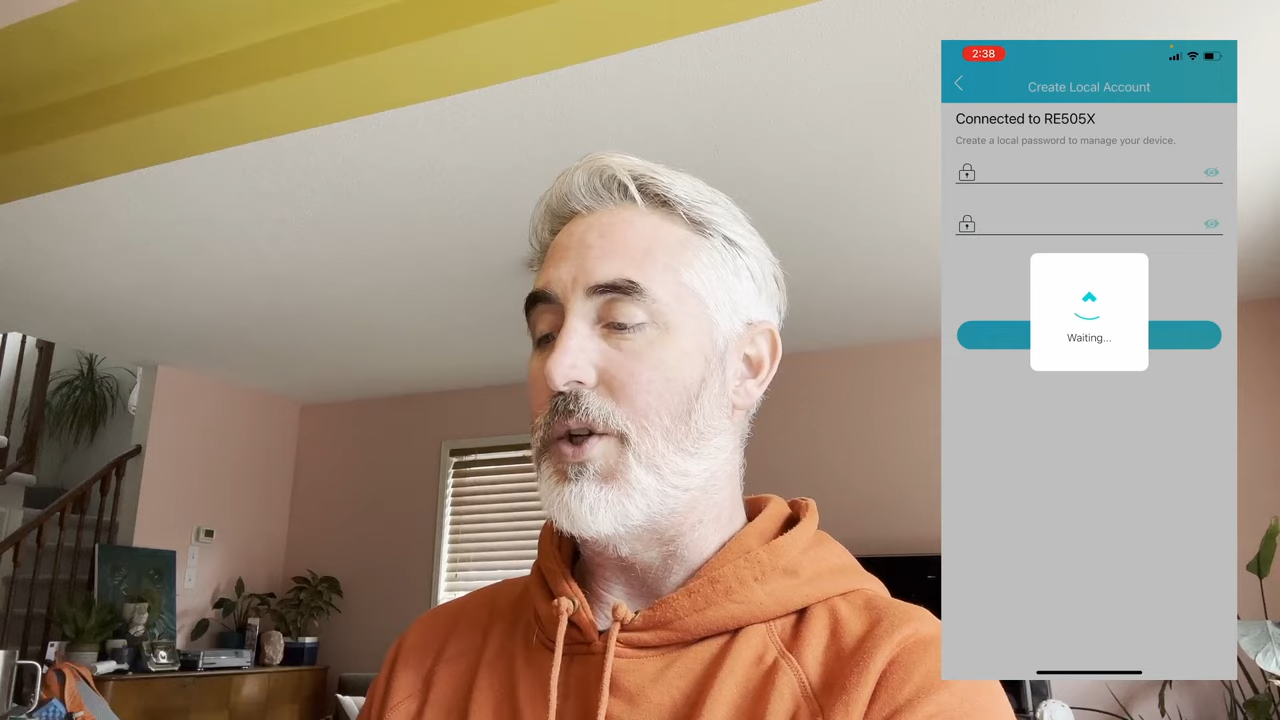 2:38
Create Local Account
Connected to RE505X
Create a local password to manage your device.
Waiting...